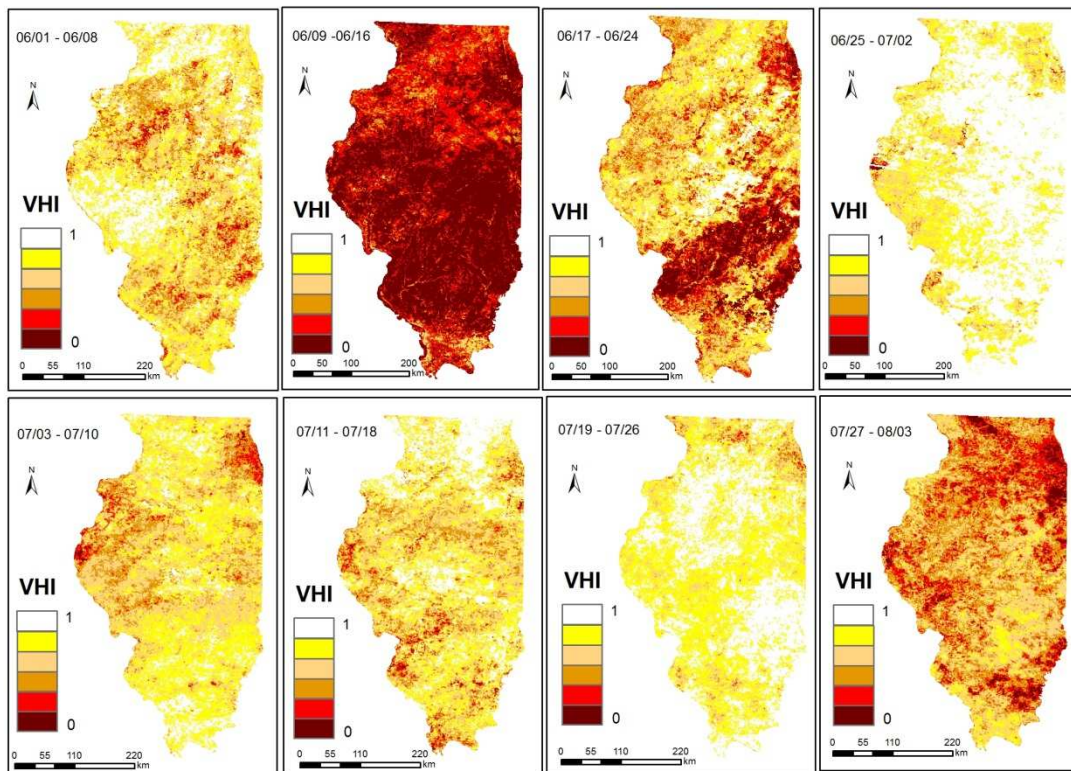 06/01 - 06/08
N
VHI
1
0
0 55 110 220
km
06/09 -06/16
N
VHI
1
0
0 50 100 200
km
06/17 - 06/24
N
VHI
1
0
0 50 100 200
km
06/25 - 07/02
N
VHI
1
0
0 50 100 200
km
07/03 - 07/10
N
VHI
1
0
0 55 110 220
km
07/11 - 07/18
N
VHI
1
0
0 55 110 220
km
07/19 - 07/26
N
VHI
1
0
0 55 110 220
km
07/27 - 08/03
N
VHI
1
0
0 55 110 220
km